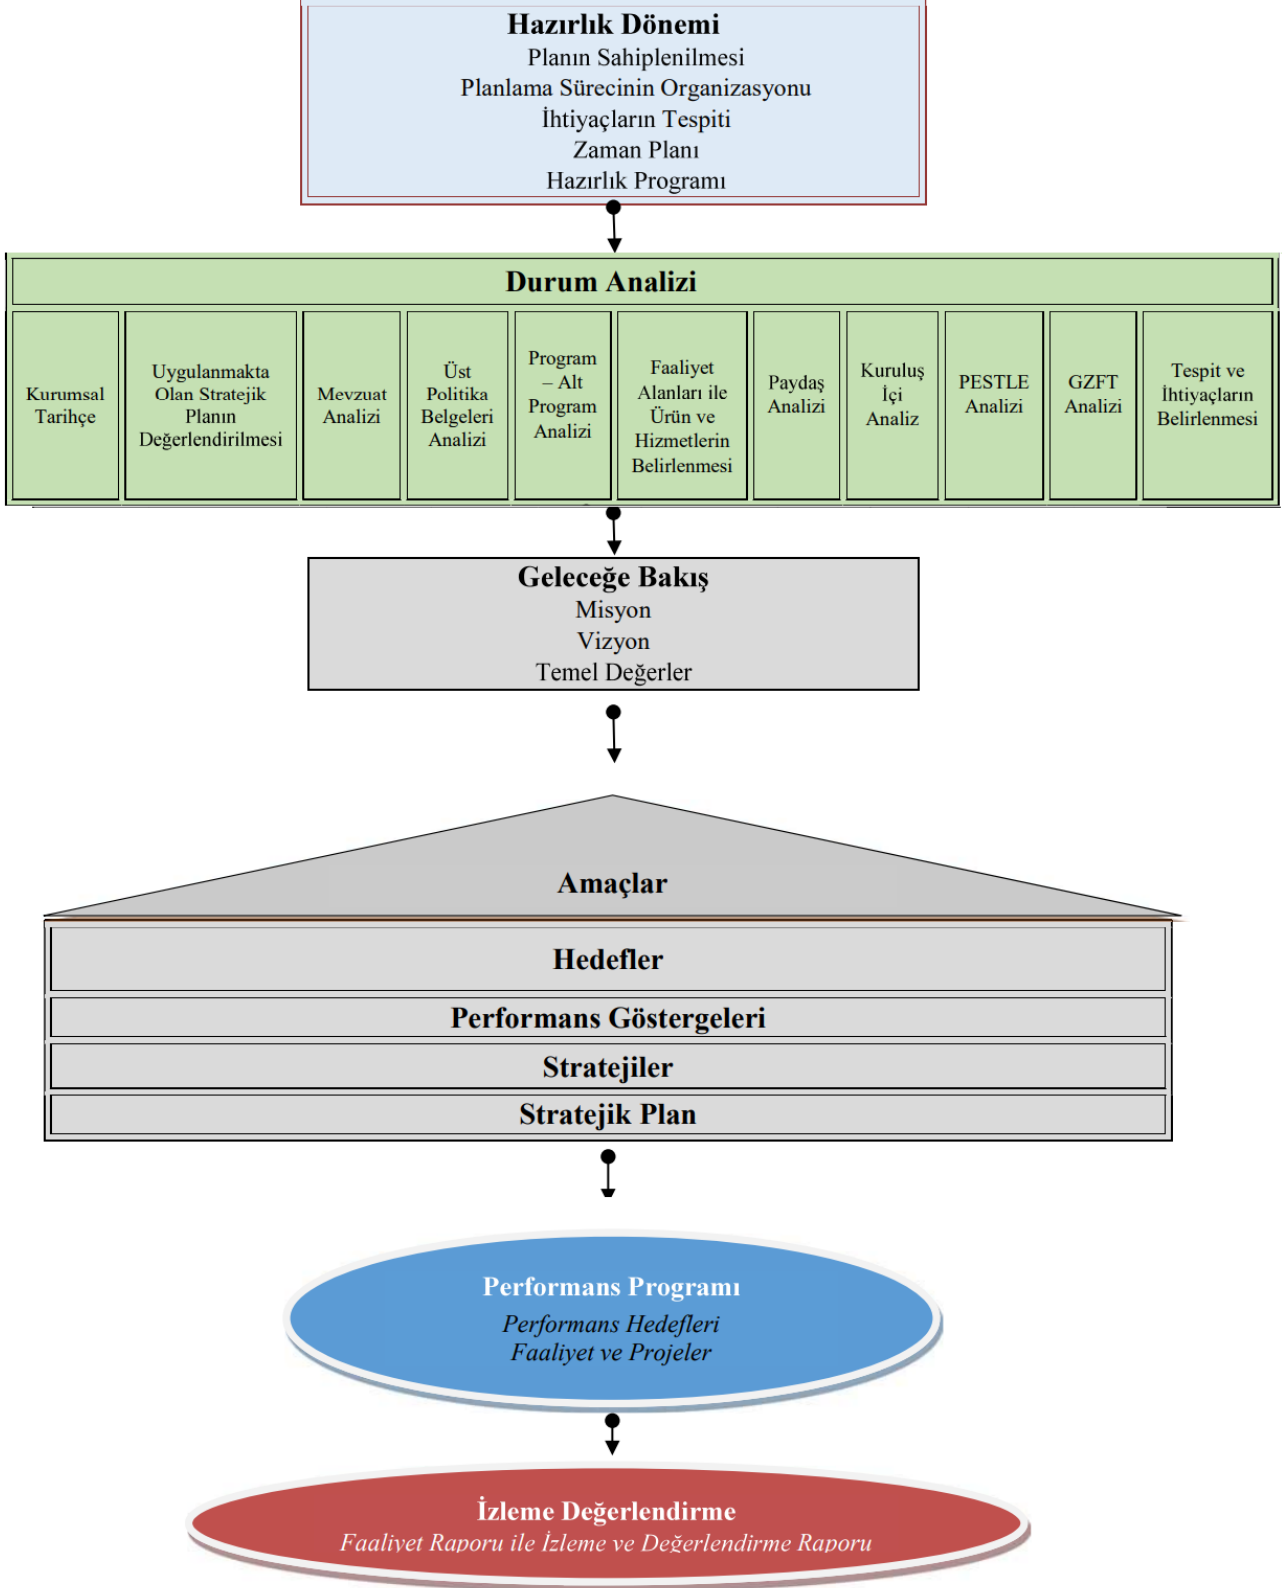 Hazırlık Dönemi
Planın Sahiplenilmesi
Planlama Sürecinin Organizasyonu
İhtiyaçların Tespiti
Zaman Planı
Hazırlık Programı
Durum Analizi
Kurumsal
Tarihçe
Uygulanmakta
Olan Stratejik
Planın
Değerlendirilmesi
Mevzuat
Analizi
Üst
Politika
Belgeleri
Analizi
Program
– Alt
Program
Analizi
Faaliyet
Alanları ile
Ürün ve
Hizmetlerin
Belirlenmesi
Paydaş
Analizi
Kuruluş
İçi
Analiz
PESTLE
Analizi
GZFT
Analizi
Tespit ve
İhtiyaçların
Belirlenmesi
Geleceğe Bakış
Misyon
Vizyon
Temel Değerler
Amaçlar
Hedefler
Performans Göstergeleri
Stratejiler
Stratejik Plan
Performans Programı
Performans Hedefleri
Faaliyet ve Projeler
İzleme Değerlendirme
Faaliyet Raporu ile İzleme ve Değerlendirme Raporu